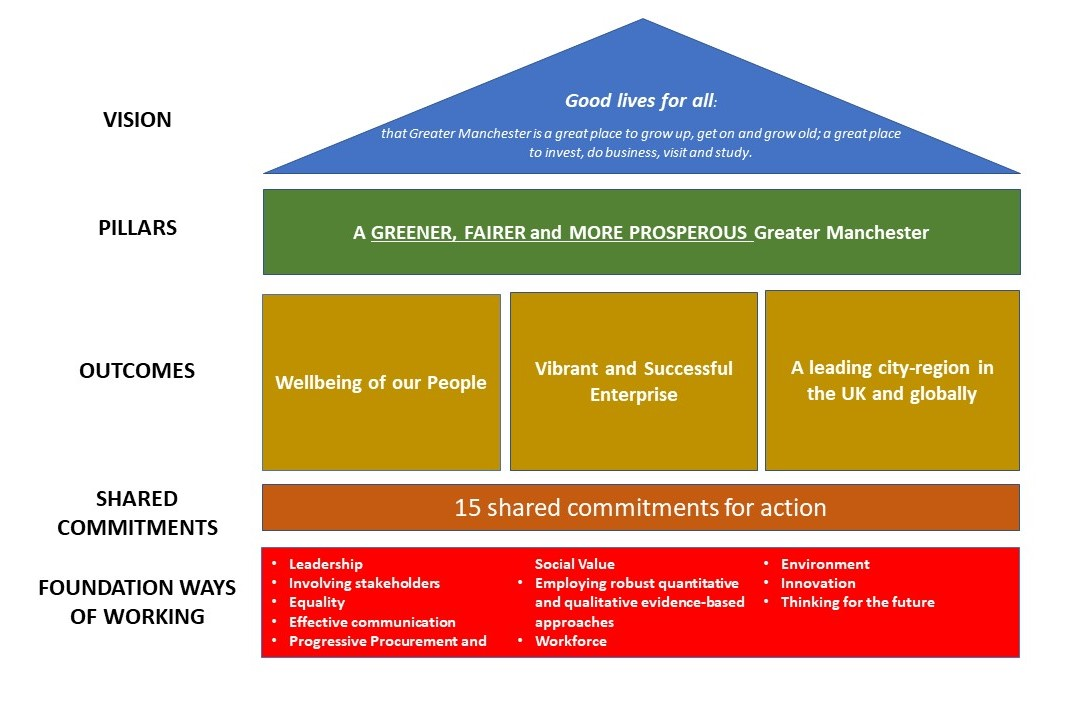 VISION
Good lives for all:
that Greater Manchester is a great place to grow up, get on and grow old; a great place
to invest, do business, visit and study.
PILLARS
A GREENER, FAIRER and MORE PROSPEROUS Greater Manchester
OUTCOMES
Wellbeing of our People
Vibrant and Successful
Enterprise
A leading city-region in
the UK and globally
SHARED
COMMITMENTS
15 shared commitments for action
FOUNDATION WAYS
OF WORKING
• Leadership
• Involving stakeholders
• Equality
• Effective communication
• Progressive Procurement and
Social Value
• Employing robust quantitative
and qualitative evidence-based
approaches
• Workforce
• Environment
• Innovation
• Thinking for the future